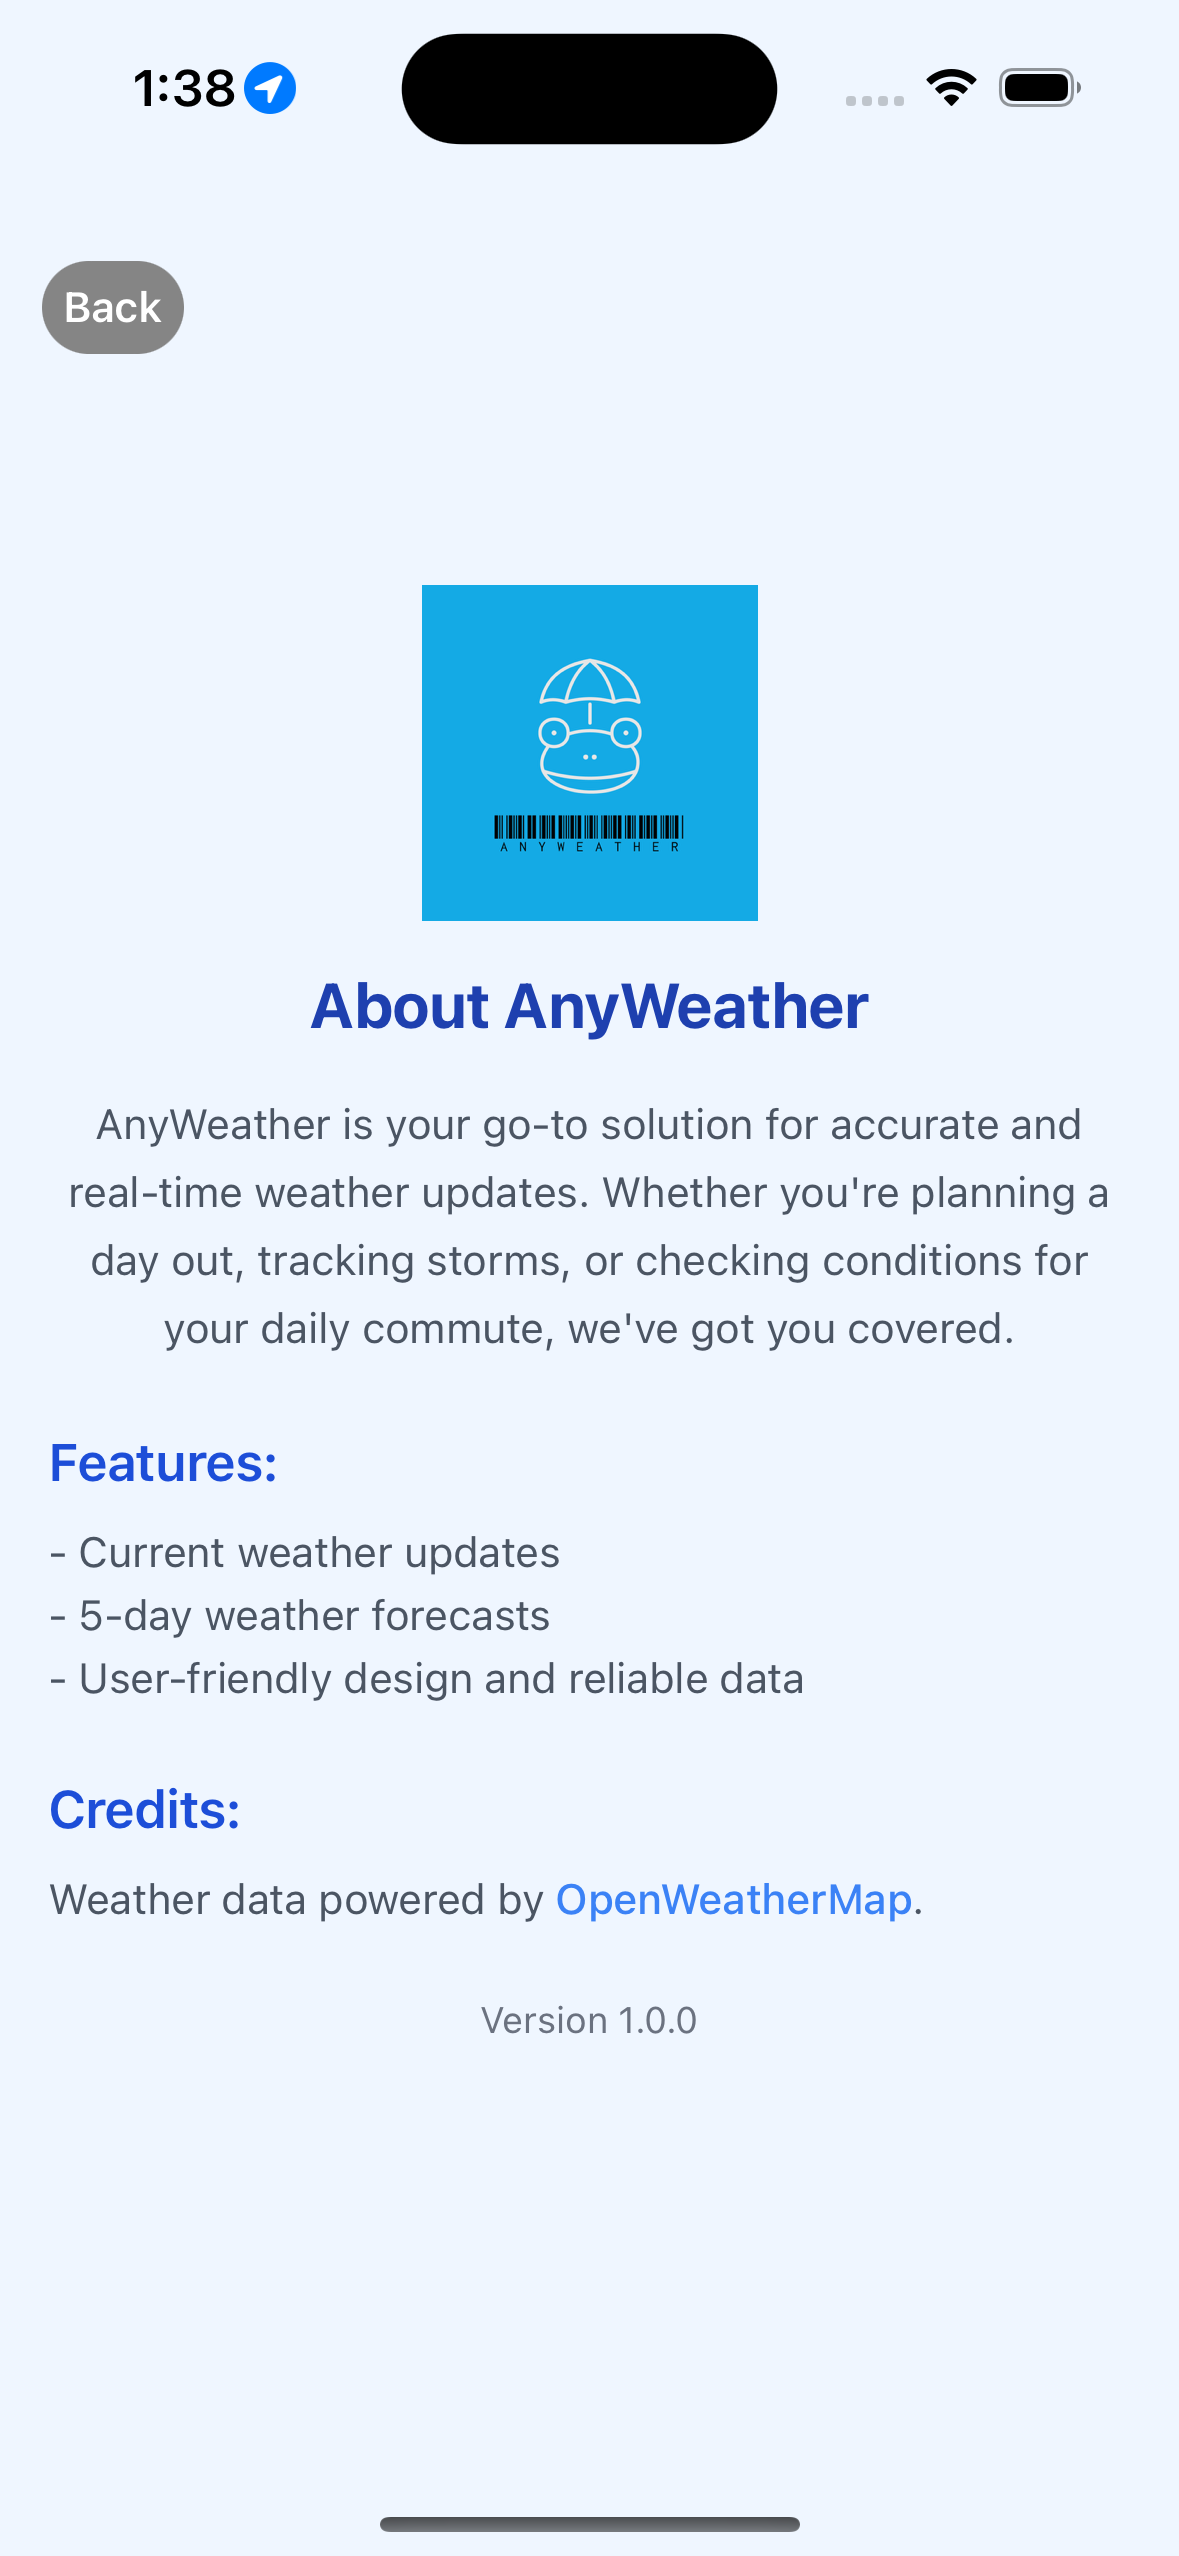 1:38
Back
ANYWEATHER
About AnyWeather
AnyWeather is your go-to solution for accurate and
real-time weather updates. Whether you're planning a
day out, tracking storms, or checking conditions for
your daily commute, we've got you covered.
Features:
- Current weather updates
- 5-day weather forecasts
- User-friendly design and reliable data
Credits:
Weather data powered by OpenWeatherMap.
Version 1.0.0